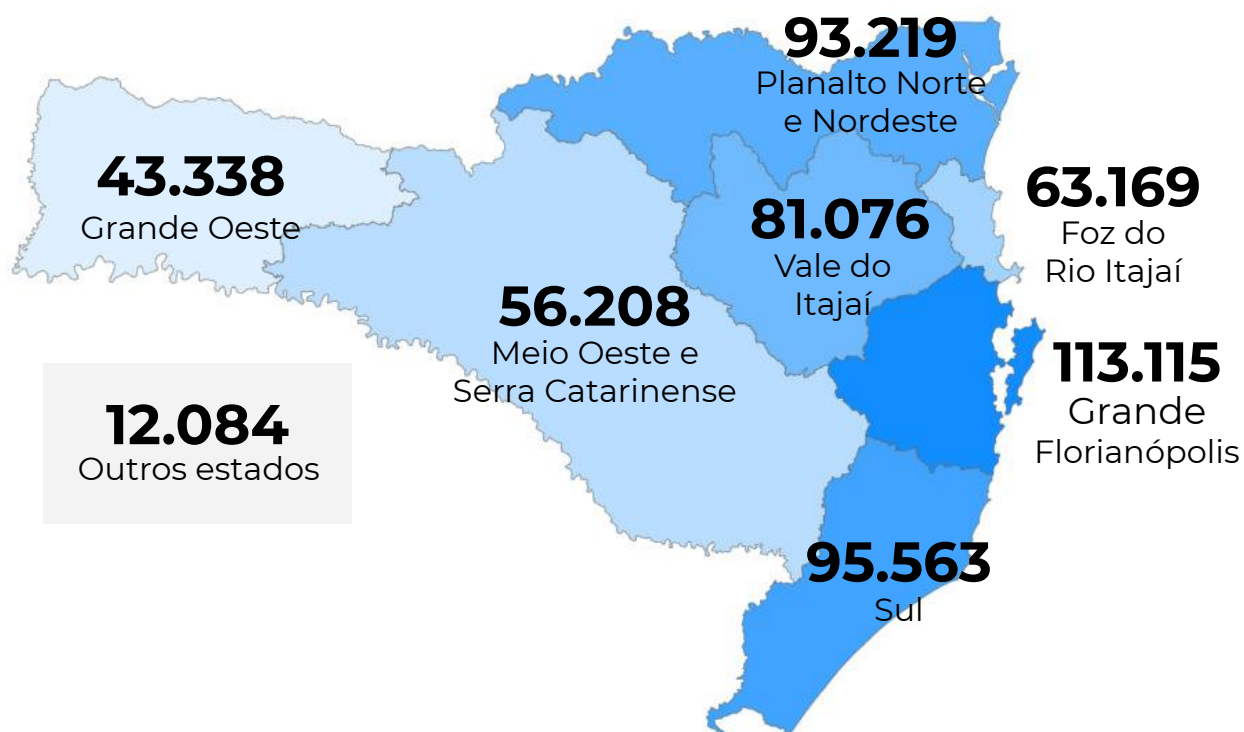 93.219
Planalto Norte
e Nordeste
43.338
Grande Oeste
63.169
Foz do
Rio Itajaí
81.076
Vale do
Itajaí
56.208
Meio Oeste e
Serra Catarinense
113.115
Grande
Florianópolis
12.084
Outros estados
95.563
Sul